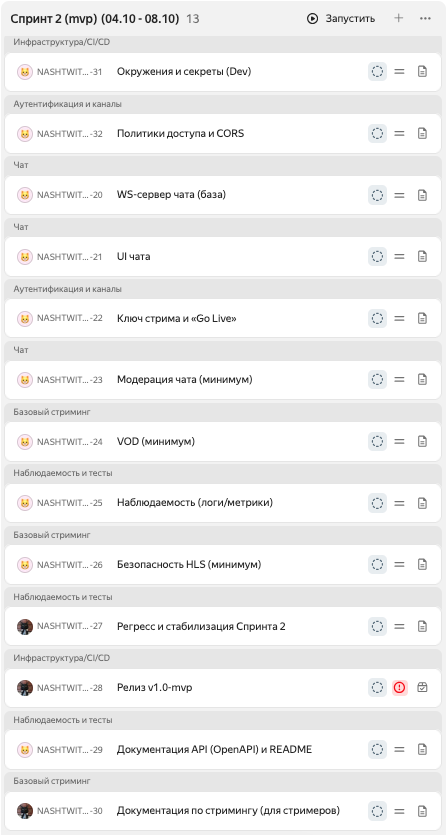 Спринт 2 (mvp) (04.10 - 08.10) 13 Запустить
Инфраструктура/CI/CD
NASHTWIT...-31 Окружения и секреты (Dev)
Аутентификация и каналы
NASHTWIT...-32 Политики доступа и CORS
Чат
NASHTWIT...-20 WS-сервер чата (база)
Чат
NASHTWIT...-21 UI чата
Аутентификация и каналы
NASHTWIT...-22 Ключ стрима и «Go Live»
Чат
NASHTWIT...-23 Модерация чата (минимум)
Базовый стриминг
NASHTWIT...-24 VOD (минимум)
Наблюдаемость и тесты
NASHTWIT...-25 Наблюдаемость (логи/метрики)
Базовый стриминг
NASHTWIT...-26 Безопасность HLS (минимум)
Наблюдаемость и тесты
NASHTWIT...-27 Регресс и стабилизация Спринта 2
Инфраструктура/CI/CD
NASHTWIT...-28 Релиз v1.0-mvp
Наблюдаемость и тесты
NASHTWIT...-29 Документация API (OpenAPI) и README
Базовый стриминг
NASHTWIT...-30 Документация по стримингу (для стримеров)